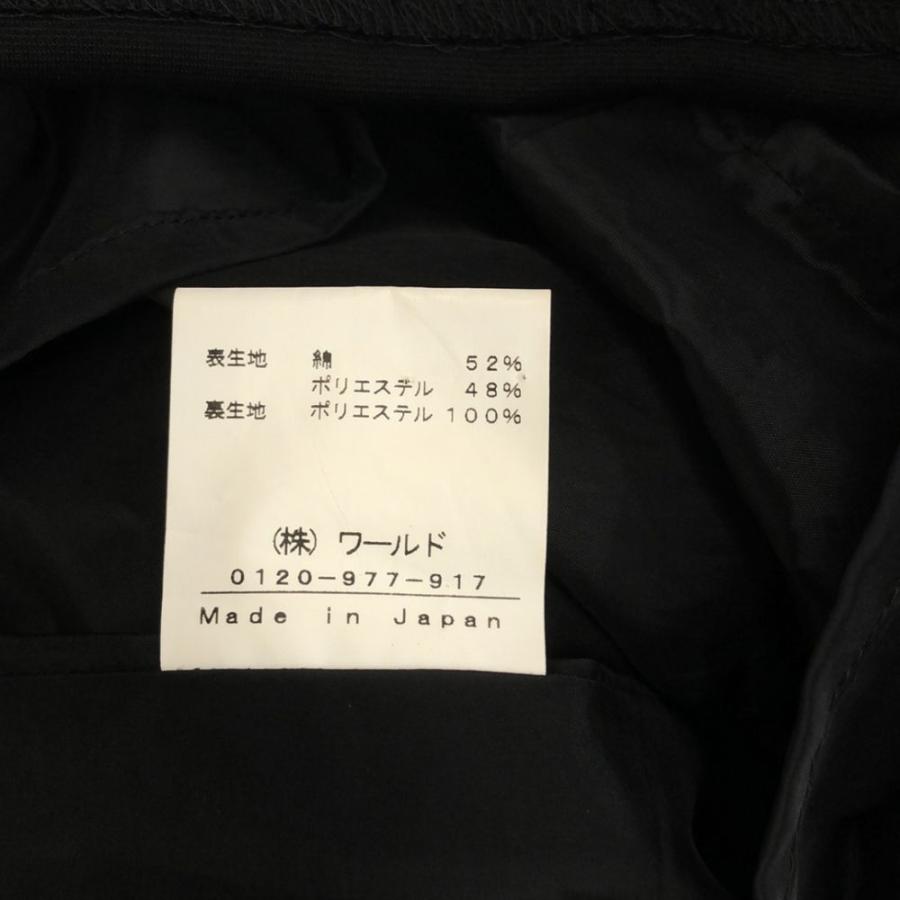 表生地 綿 52%
ポリエステル 48%
裏生地 ポリエステル 100%
(株) ワールド
0120-977-917
Made in Japan